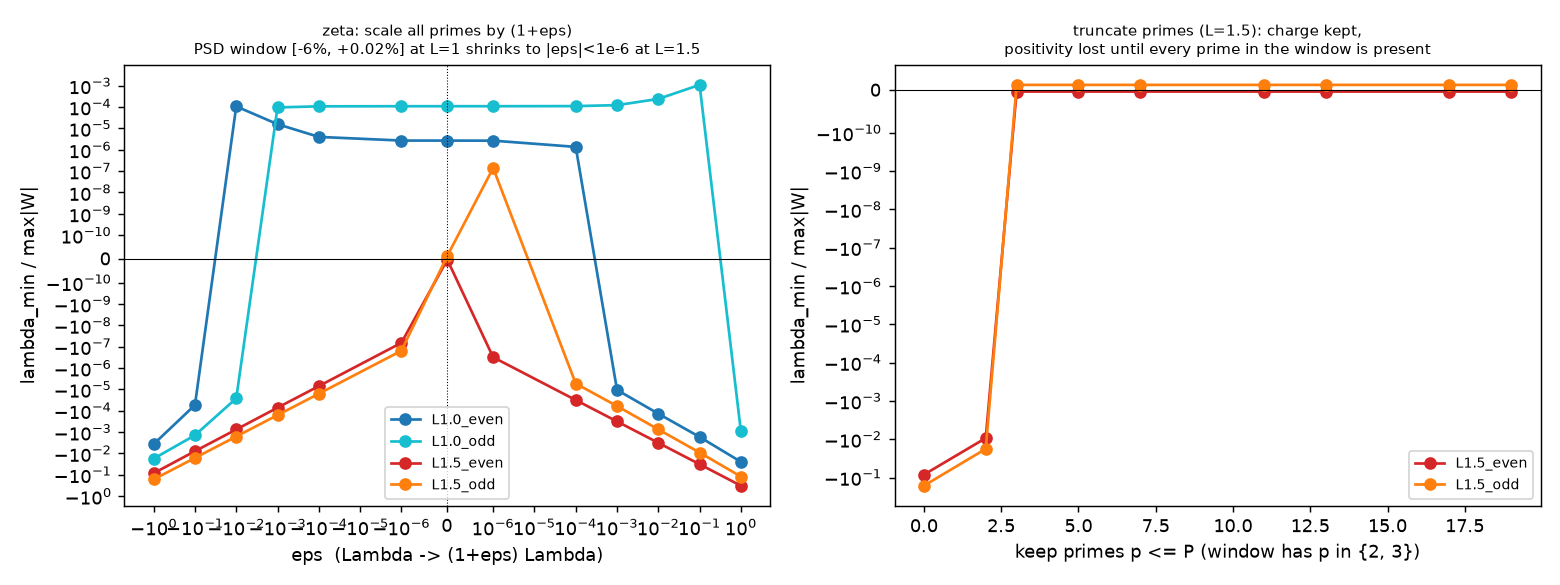 zeta: scale all primes by (1+eps)
PSD window [-6%, +0.02%] at L=1 shrinks to |eps|<1e-6 at L=1.5
lambda_min / max|W|
10⁻³
10⁻⁴
10⁻⁵
10⁻⁶
10⁻⁷
10⁻⁸
10⁻⁹
10⁻¹⁰
0
−10⁻¹⁰
−10⁻⁹
−10⁻⁸
−10⁻⁷
−10⁻⁶
−10⁻⁵
−10⁻⁴
−10⁻³
−10⁻²
−10⁻¹
−10⁰
L1.0_even
L1.0_odd
L1.5_even
L1.5_odd
−10⁰ −10⁻¹ −10⁻² −10⁻³ −10⁻⁴ −10⁻⁵ −10⁻⁶ 0 10⁻⁶ 10⁻⁵ 10⁻⁴ 10⁻³ 10⁻² 10⁻¹ 10⁰
eps (Lambda -> (1+eps) Lambda)
truncate primes (L=1.5): charge kept,
positivity lost until every prime in the window is present
lambda_min / max|W|
0
−10⁻¹⁰
−10⁻⁹
−10⁻⁸
−10⁻⁷
−10⁻⁶
−10⁻⁵
−10⁻⁴
−10⁻³
−10⁻²
−10⁻¹
L1.5_even
L1.5_odd
0.0 2.5 5.0 7.5 10.0 12.5 15.0 17.5
keep primes p <= P (window has p in {2, 3})